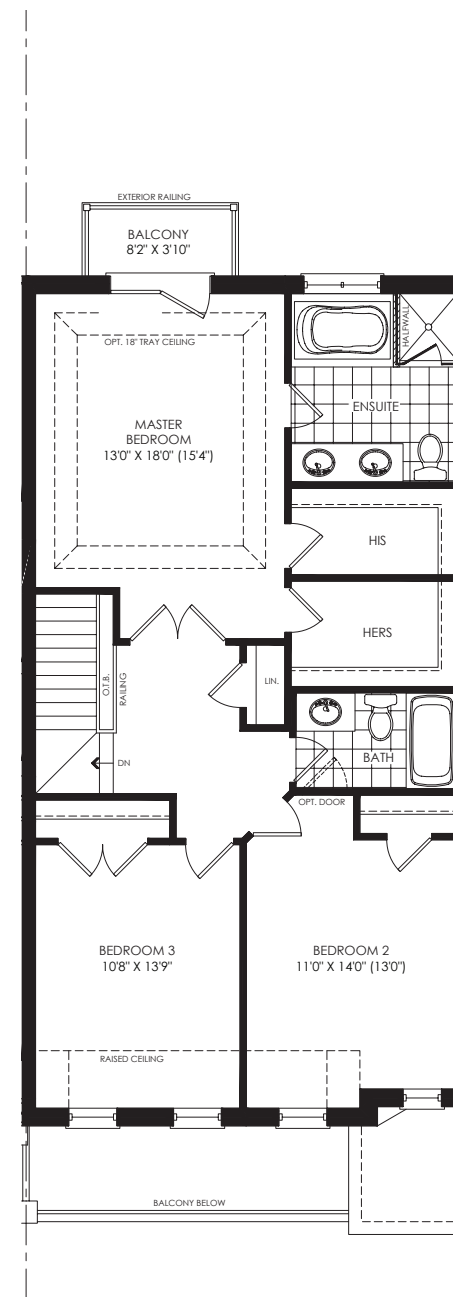 EXTERIOR RAILING
BALCONY
8'2" X 3'10"
OPT. 18" TRAY CEILING
HALFWALL
MASTER
BEDROOM
13'0" X 18'0" (15'4")
ENSUITE
HIS
HERS
LIN.
O.T.B.
RAILING
DN
BATH
OPT. DOOR
BEDROOM 3
10'8" X 13'9"
BEDROOM 2
11'0" X 14'0" (13'0")
RAISED CEILING
BALCONY BELOW